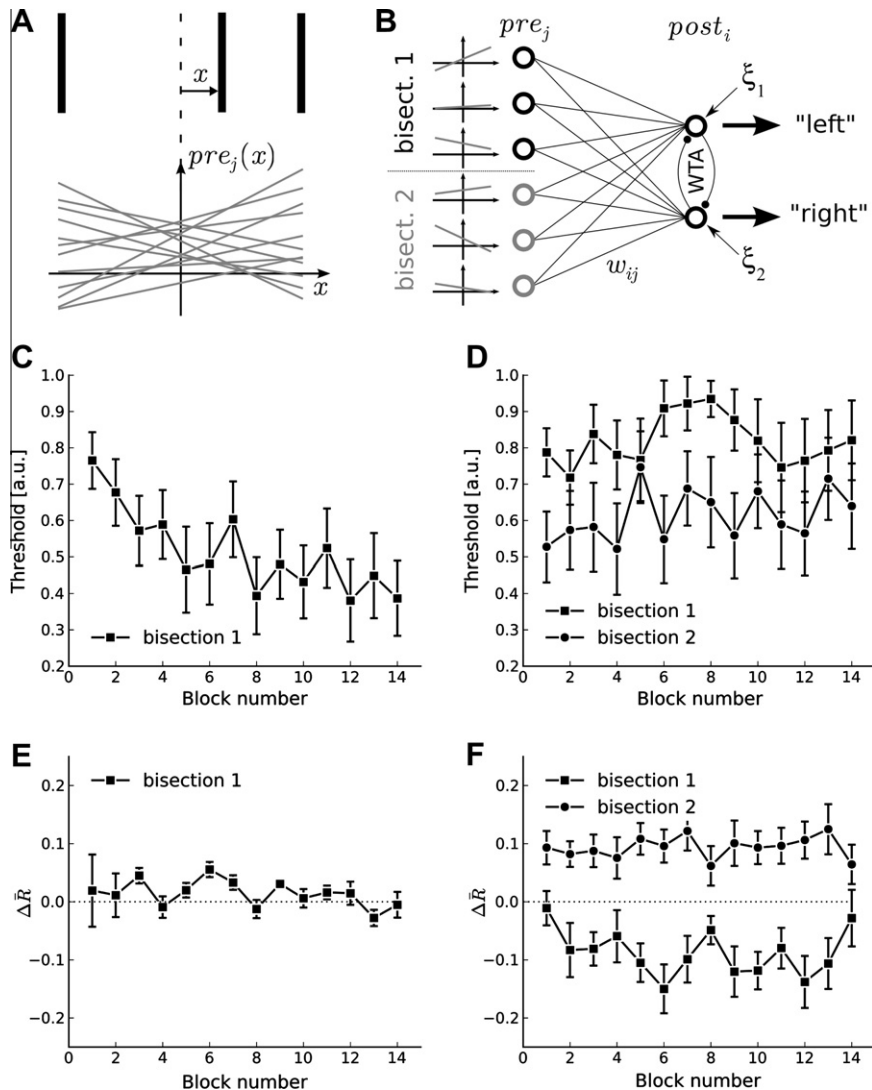 A
x
pre_j(x)
x
B
pre_j
post_i
bisect. 1
bisect. 2
ξ_1
"left"
WTA
"right"
ξ_2
w_ij
C
1.0
0.9
0.8
0.7
0.6
0.5
0.4
0.3
0.2
Threshold [a.u.]
bisection 1
0 2 4 6 8 10 12 14
Block number
D
1.0
0.9
0.8
0.7
0.6
0.5
0.4
0.3
0.2
Threshold [a.u.]
bisection 1
bisection 2
0 2 4 6 8 10 12 14
Block number
E
0.2
0.1
0.0
−0.1
−0.2
ΔR̄
bisection 1
0 2 4 6 8 10 12 14
Block number
F
0.2
0.1
0.0
−0.1
−0.2
ΔR̄
bisection 1
bisection 2
0 2 4 6 8 10 12 14
Block number